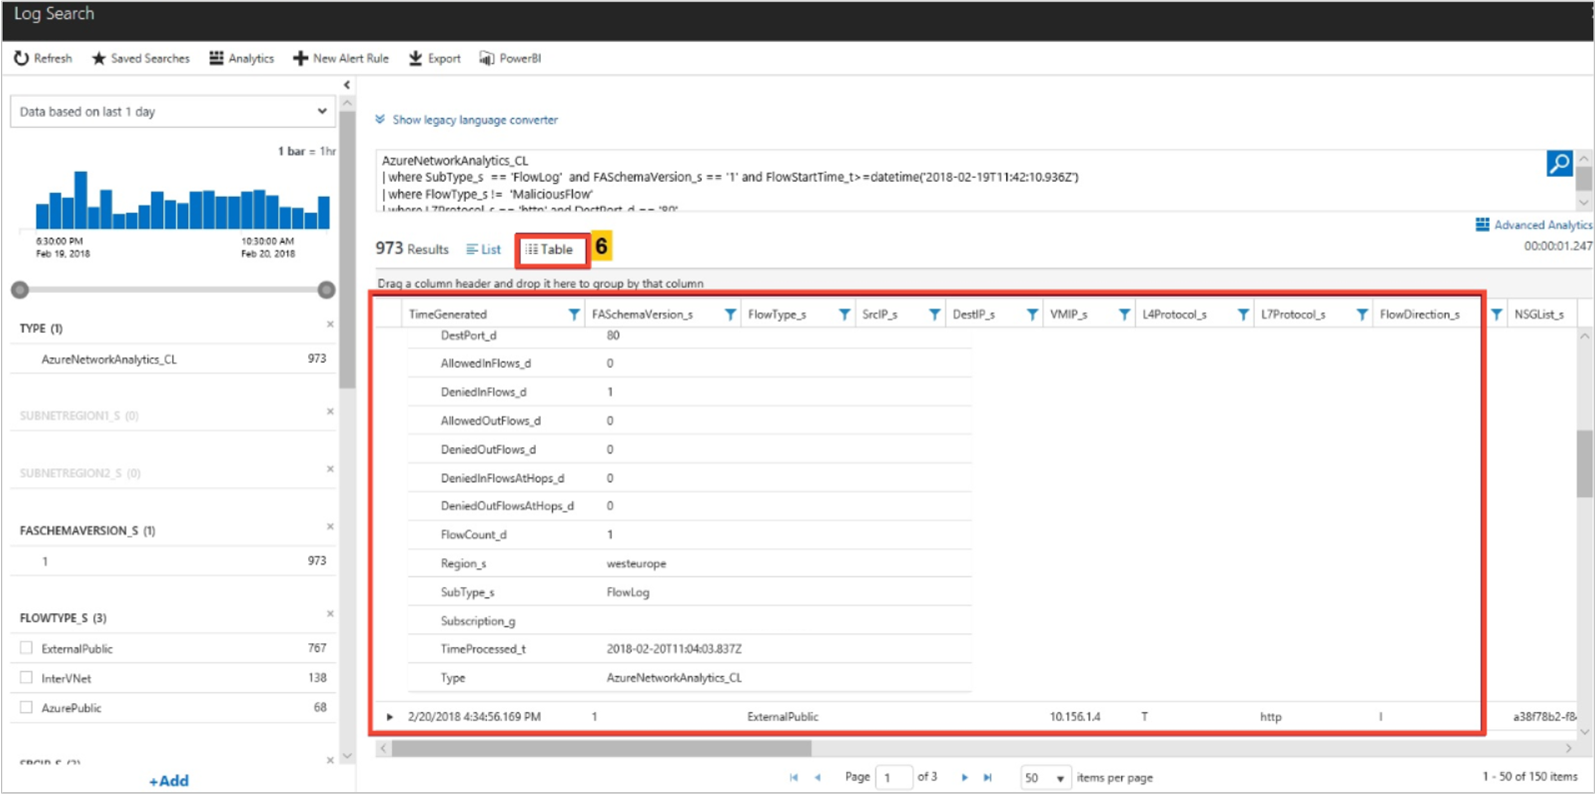 Log Search
Refresh Saved Searches Analytics New Alert Rule Export PowerBI
Data based on last 1 day
1 bar = 1hr
6:30:00 PM
Feb 19, 2018
10:30:00 AM
Feb 20, 2018
TYPE (1)
AzureNetworkAnalytics_CL 973
SUBNETREGION1_S (0)
SUBNETREGION2_S (0)
FASCHEMAVERSION_S (1)
1 973
FLOWTYPE_S (3)
ExternalPublic 767
InterVNet 138
AzurePublic 68
+Add
Show legacy language converter
AzureNetworkAnalytics_CL
| where SubType_s == 'FlowLog' and FASchemaVersion_s == '1' and FlowStartTime_t>=datetime('2018-02-19T11:42:10.936Z')
| where FlowType_s != 'MaliciousFlow'
| where L7Protocol_s == 'http' and DestPort_d == '80'
Advanced Analytics
973 Results List Table 6
00:00:01.247
Drag a column header and drop it here to group by that column
TimeGenerated FASchemaVersion_s FlowType_s SrcIP_s DestIP_s VMIP_s L4Protocol_s L7Protocol_s FlowDirection_s NSGList_s
DestPort_d 80
AllowedInFlows_d 0
DeniedInFlows_d 1
AllowedOutFlows_d 0
DeniedOutFlows_d 0
DeniedInFlowsAtHops_d 0
DeniedOutFlowsAtHops_d 0
FlowCount_d 1
Region_s westeurope
SubType_s FlowLog
Subscription_g
TimeProcessed_t 2018-02-20T11:04:03.837Z
Type AzureNetworkAnalytics_CL
2/20/2018 4:34:56.169 PM 1 ExternalPublic 10.156.1.4 T http I a38f78b2-f8
Page 1 of 3 50 items per page 1 - 50 of 150 items